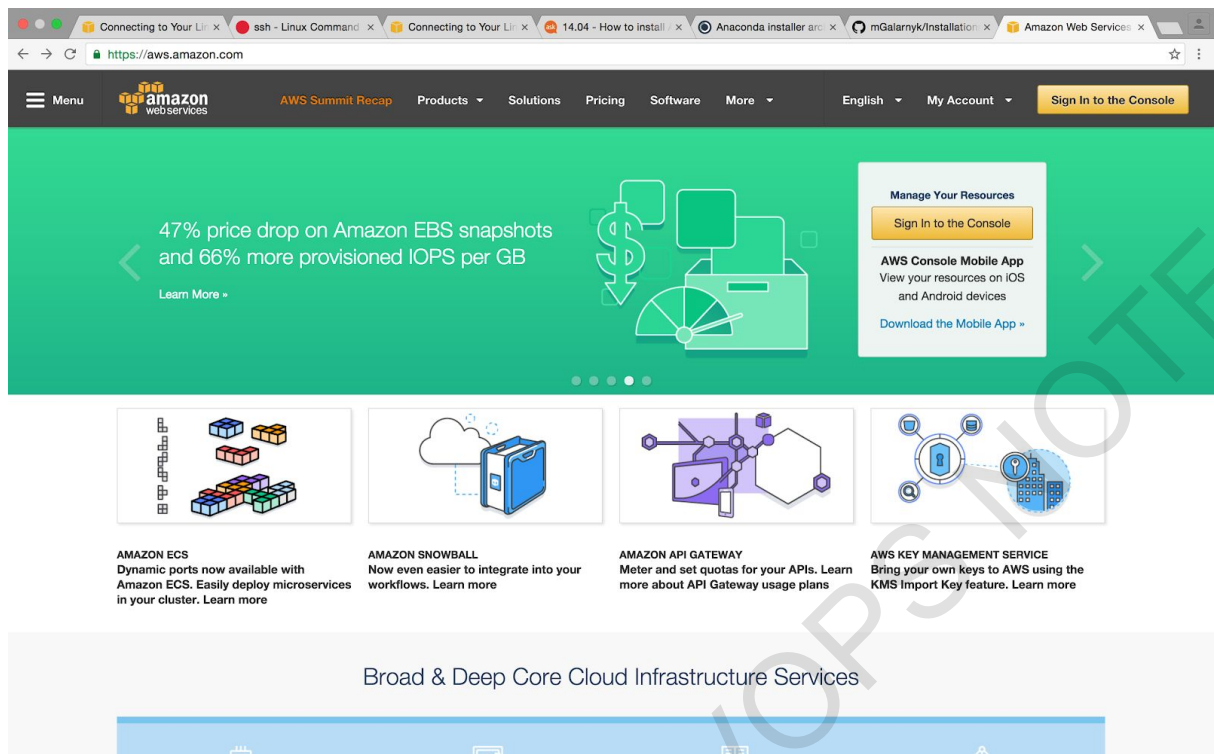 Connecting to Your Lin
ssh - Linux Command
Connecting to Your Lin
14.04 - How to install
Anaconda installer arc
mGalarnyk/Installation
Amazon Web Services
https://aws.amazon.com
Menu
amazon
webservices
AWS Summit Recap
Products
Solutions
Pricing
Software
More
English
My Account
Sign In to the Console
47% price drop on Amazon EBS snapshots
and 66% more provisioned IOPS per GB
Learn More »
Manage Your Resources
Sign In to the Console
AWS Console Mobile App
View your resources on iOS
and Android devices
Download the Mobile App »
AMAZON ECS
Dynamic ports now available with
Amazon ECS. Easily deploy microservices
in your cluster. Learn more
AMAZON SNOWBALL
Now even easier to integrate into your
workflows. Learn more
AMAZON API GATEWAY
Meter and set quotas for your APIs. Learn
more about API Gateway usage plans
AWS KEY MANAGEMENT SERVICE
Bring your own keys to AWS using the
KMS Import Key feature. Learn more
Broad & Deep Core Cloud Infrastructure Services